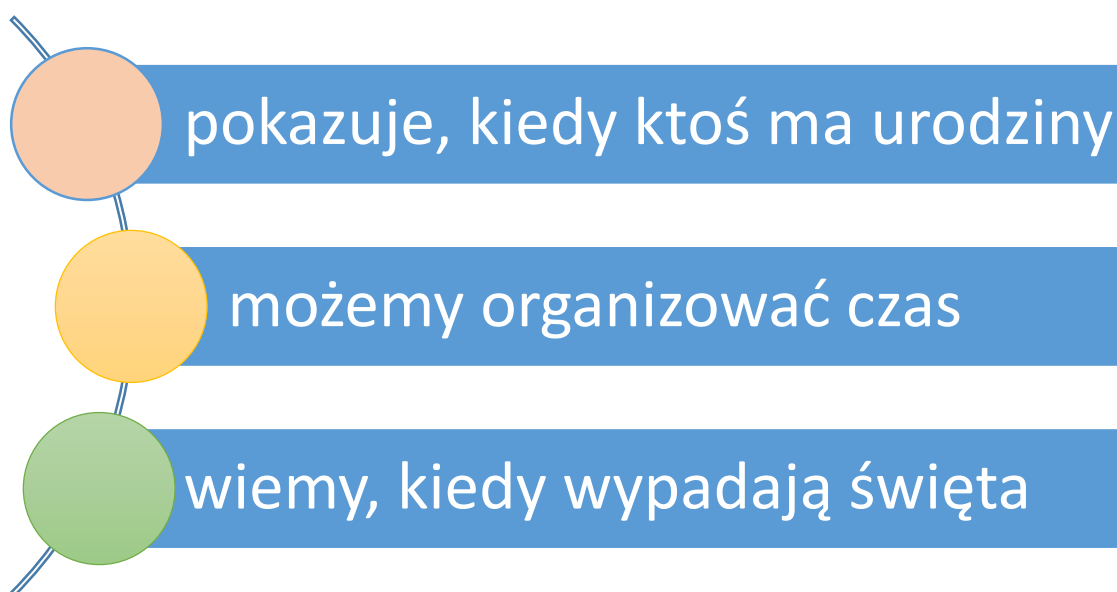 pokazuje, kiedy ktoś ma urodziny
możemy organizować czas
wiemy, kiedy wypadają święta